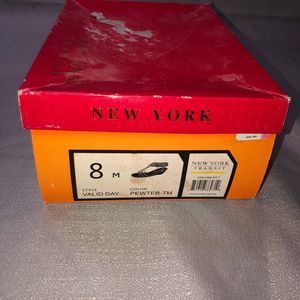 NEW YORK
8 M
STYLE
VALID DAY
COLOR
PEWTER-TM
NEW YORK
TRANSIT